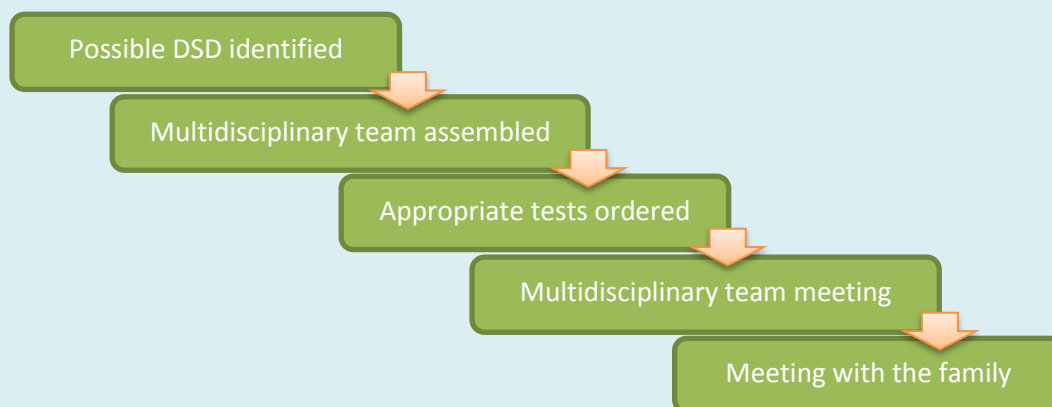 Possible DSD identified
Multidisciplinary team assembled
Appropriate tests ordered
Multidisciplinary team meeting
Meeting with the family